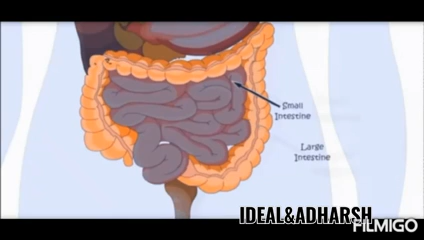 Small
Intestine
Large
Intestine
IDEAL&ADHARSH
FILMIGO